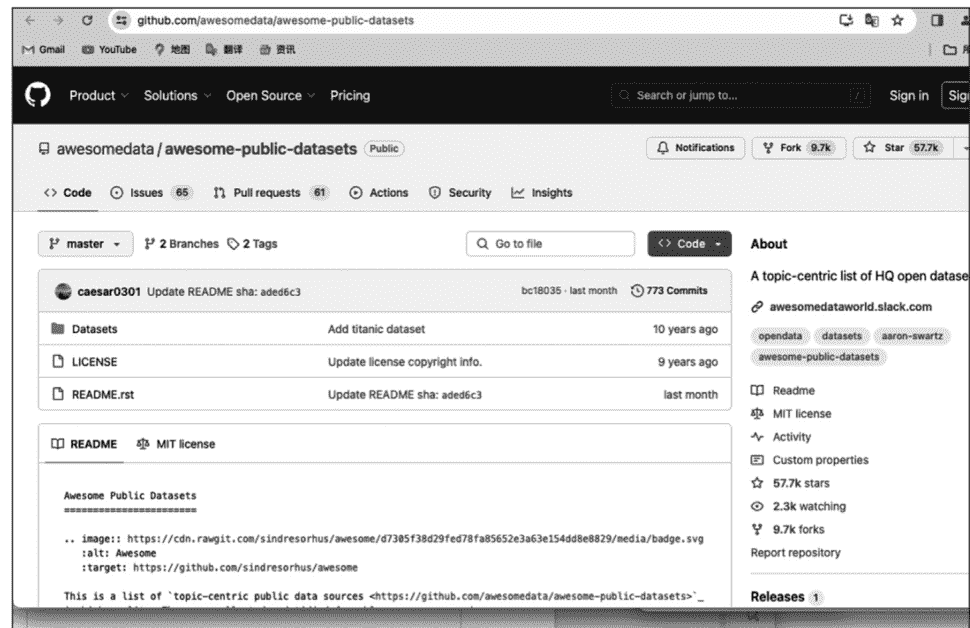 github.com/awesomedata/awesome-public-datasets
Gmail YouTube 地图 翻译 资讯
Product Solutions Open Source Pricing Search or jump to... / Sign in Sig
awesomedata / awesome-public-datasets Public Notifications Fork 9.7k Star 57.7k
Code Issues 65 Pull requests 61 Actions Security Insights
master 2 Branches 2 Tags Go to file Code
caesar0301 Update README sha: aded6c3 bc18035 · last month 773 Commits
Datasets Add titanic dataset 10 years ago
LICENSE Update license copyright info. 9 years ago
README.rst Update README sha: aded6c3 last month
README MIT license
Awesome Public Datasets
=======================
.. image:: https://cdn.rawgit.com/sindresorhus/awesome/d7305f38d29fed78fa85652e3a63e154dd8e8829/media/badge.svg
:alt: Awesome
:target: https://github.com/sindresorhus/awesome
This is a list of `topic-centric public data sources <https://github.com/awesomedata/awesome-public-datasets>`_
About
A topic-centric list of HQ open datase
awesomedataworld.slack.com
opendata datasets aaron-swartz
awesome-public-datasets
Readme
MIT license
Activity
Custom properties
57.7k stars
2.3k watching
9.7k forks
Report repository
Releases 1